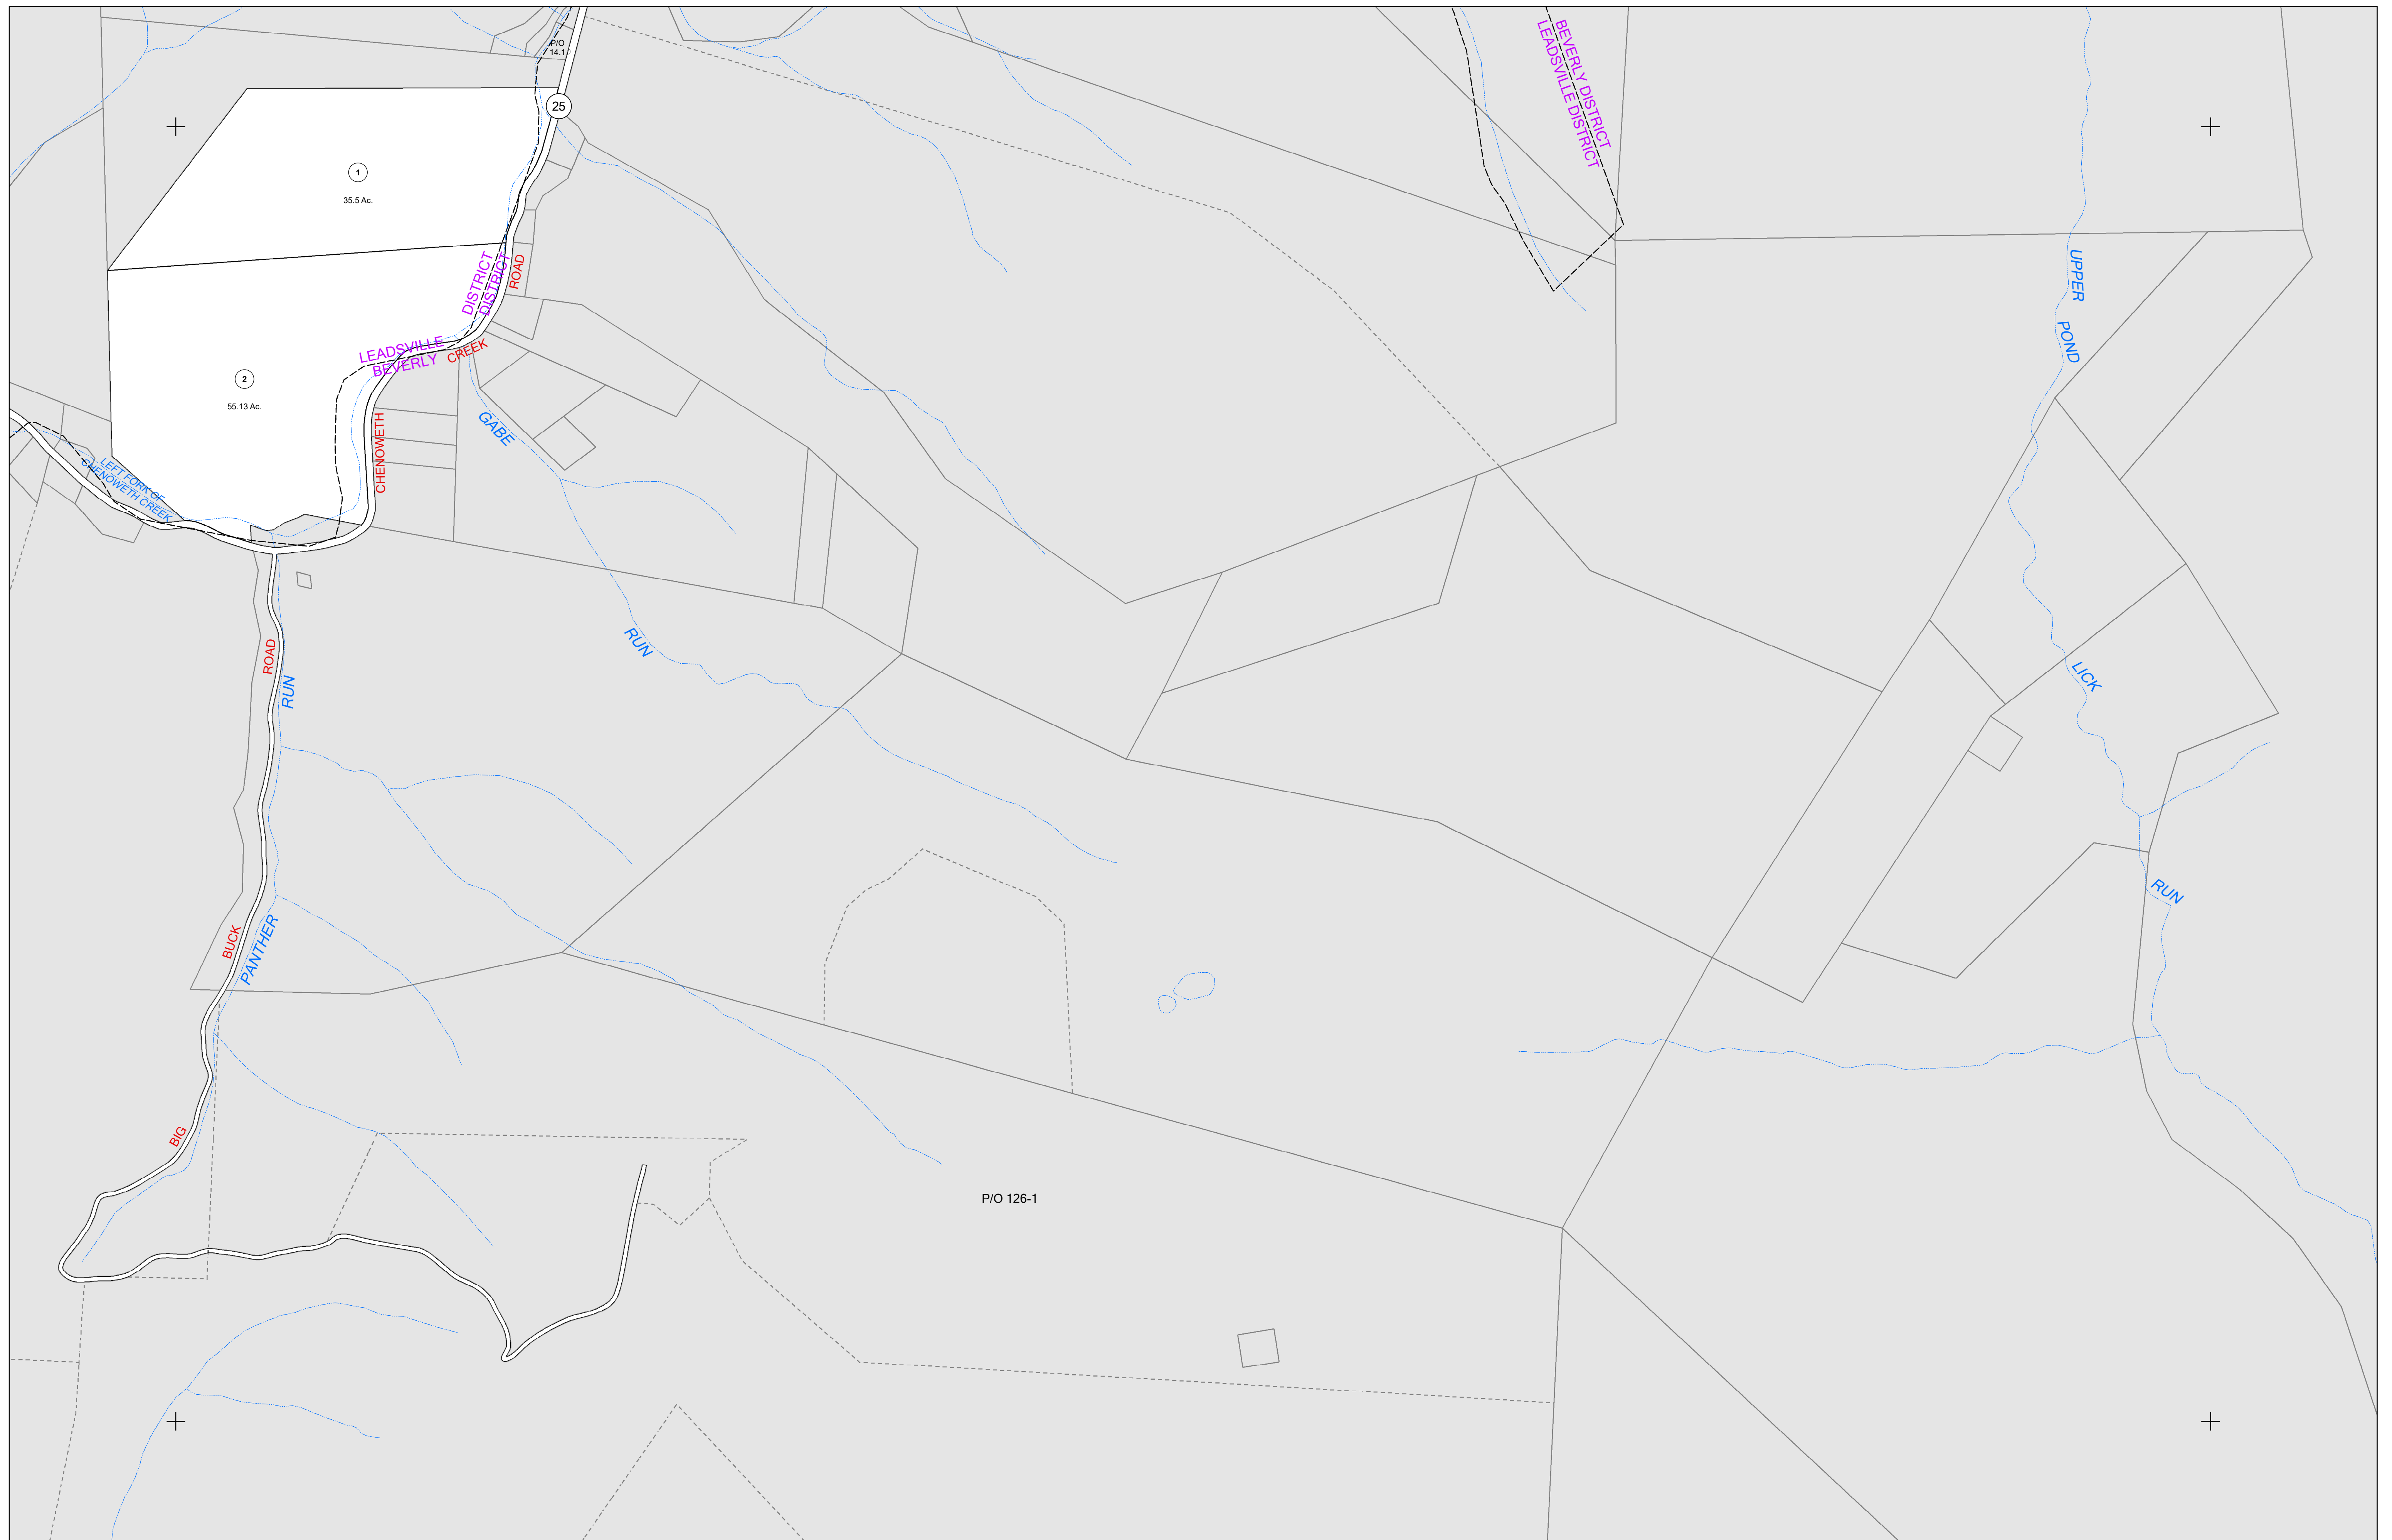 P/O
14.1
25
BEVERLY DISTRICT
LEADSVILLE DISTRICT
1
35.5 Ac.
DISTRICT
DISTRICT
ROAD
LEADSVILLE
BEVERLY
CREEK
2
55.13 Ac.
CHENOWETH
GABE
RUN
LEFT FORK OF
CHENOWETH CREEK
UPPER
POND
LICK
RUN
ROAD
RUN
BUCK
PANTHER
BIG
P/O 126-1